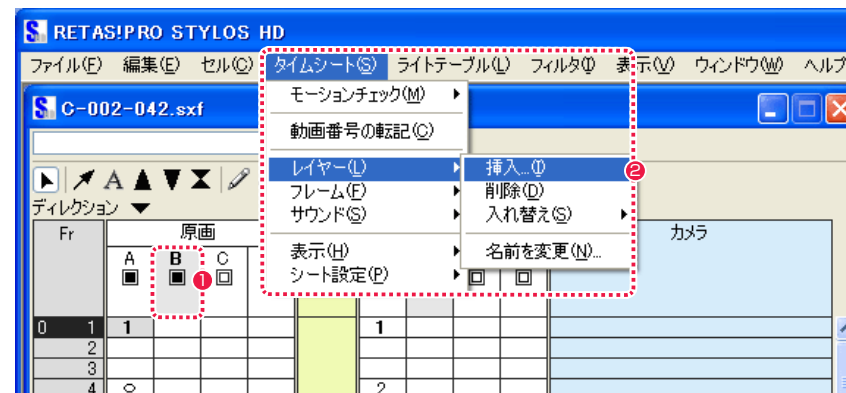 RETAS!PRO STYLOS HD
ファイル(F) 編集(E) セル(C) タイムシート(S) ライトテーブル(L) フィルタ(I) 表示(V) ウィンドウ(W) ヘルプ
C-002-042.sxf
モーションチェック(M)
動画番号の転記(C)
レイヤー(L)
フレーム(F)
サウンド(S)
表示(H)
シート設定(P)
挿入...(I)
削除(D)
入れ替え(S)
名前を変更(N)...
2
A
ディレクション
Fr 原画 カメラ
A B C
1
0 1 1 1
2
3
4 2